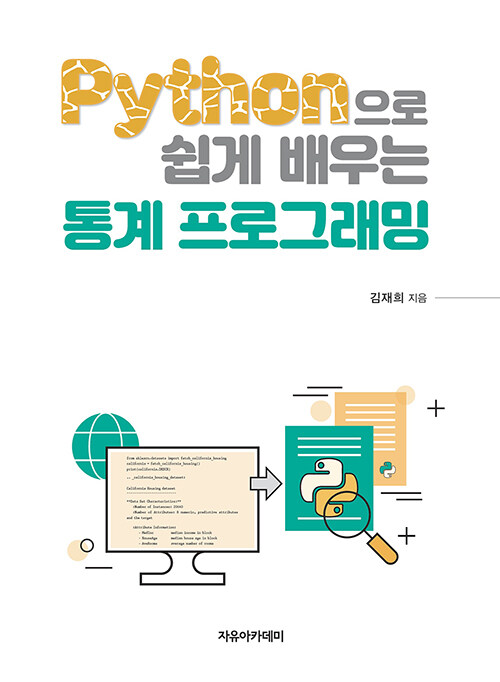 Python으로
쉽게 배우는
통계 프로그래밍
김재희 지음
from sklearn.datasets import fetch_california_housing
california = fetch_california_housing()
print(california.DESCR)
.. _california_housing_dataset:
California Housing dataset
--------------------------
**Data Set Characteristics:**
:Number of Instances: 20640
:Number of Attributes: 8 numeric, predictive attributes
and the target
:Attribute Information:
- MedInc median income in block
- HouseAge median house age in block
- AveRooms average number of rooms
자유아카데미